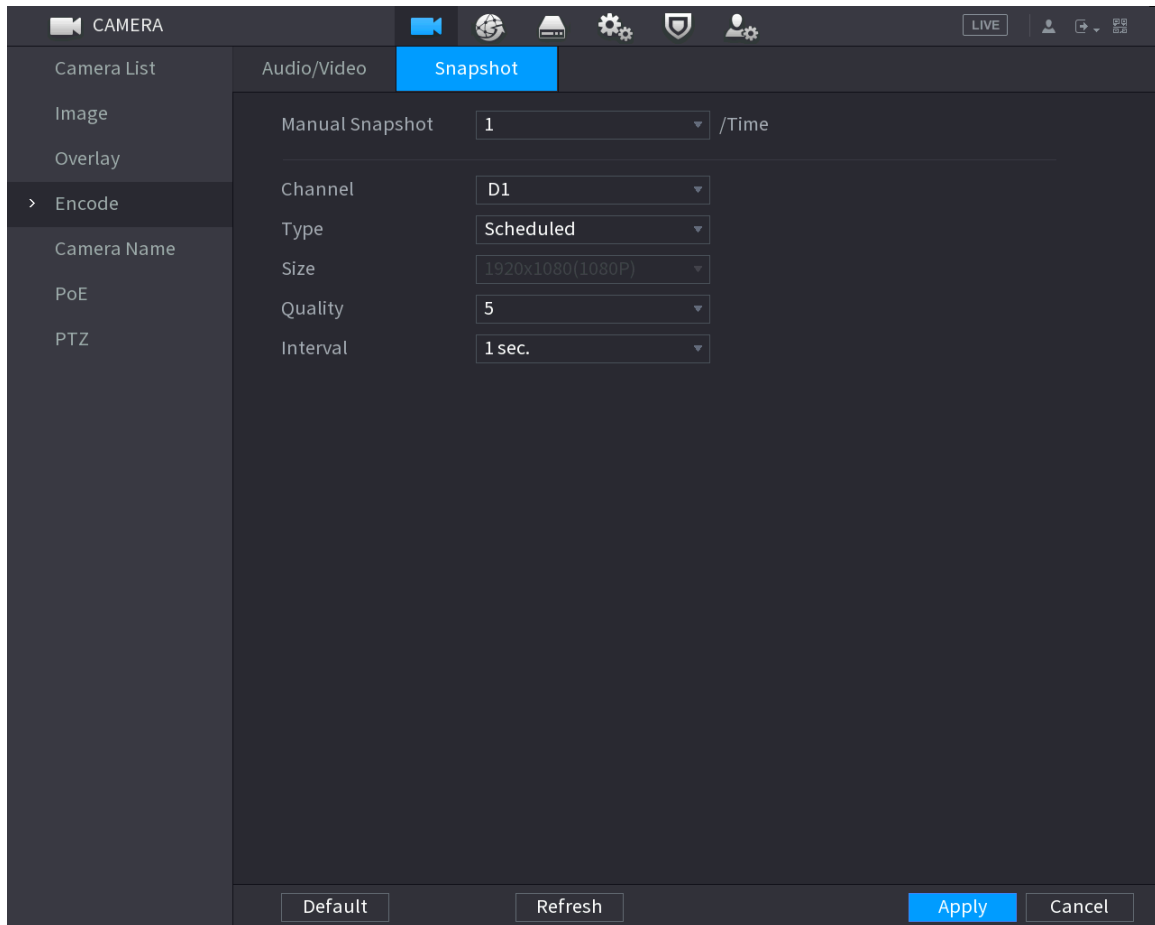 CAMERA
LIVE
Camera List
Image
Overlay
Encode
Camera Name
PoE
PTZ
Audio/Video Snapshot
Manual Snapshot 1 /Time
Channel D1
Type Scheduled
Size 1920x1080(1080P)
Quality 5
Interval 1 sec.
Default Refresh Apply Cancel